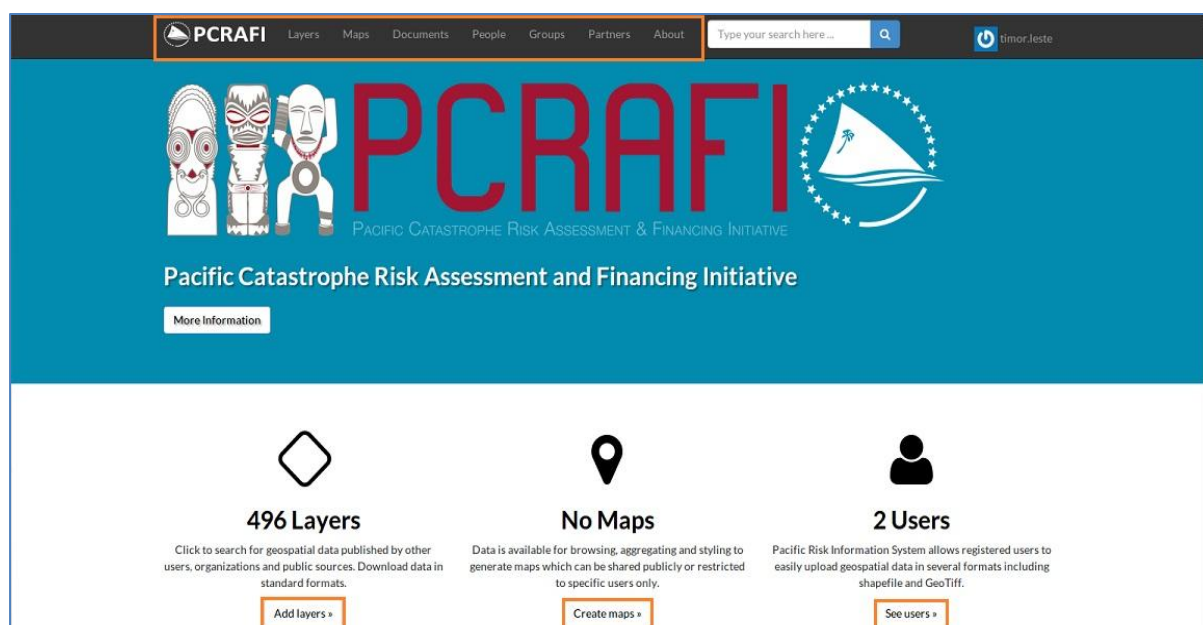 PCRAFI Layers Maps Documents People Groups Partners About Type your search here ... timor.leste
PCRAFI
PACIFIC CATASTROPHE RISK ASSESSMENT & FINANCING INITIATIVE
Pacific Catastrophe Risk Assessment and Financing Initiative
More Information
496 Layers
Click to search for geospatial data published by other
users, organizations and public sources. Download data in
standard formats.
Add layers »
No Maps
Data is available for browsing, aggregating and styling to
generate maps which can be shared publicly or restricted
to specific users only.
Create maps »
2 Users
Pacific Risk Information System allows registered users to
easily upload geospatial data in several formats including
shapefile and GeoTiff.
See users »